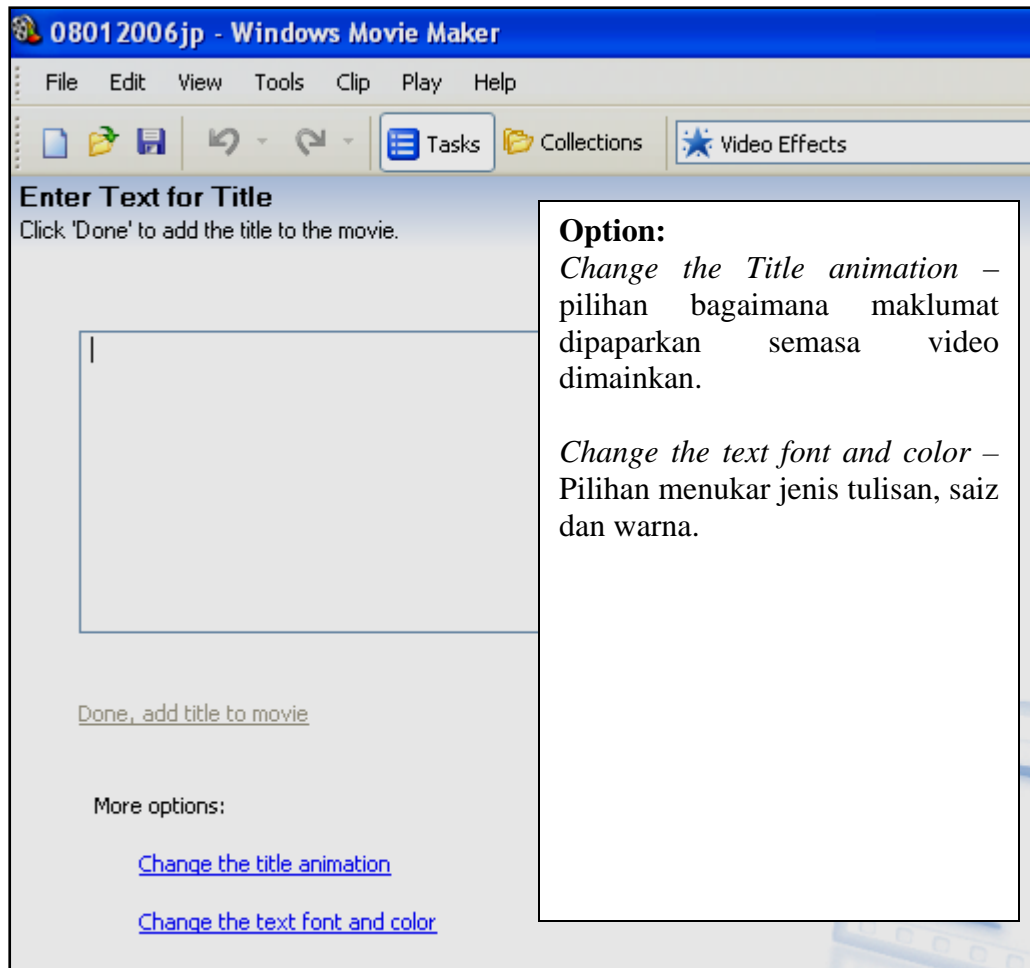 08012006jp - Windows Movie Maker
File Edit View Tools Clip Play Help
Tasks Collections Video Effects
Enter Text for Title
Click 'Done' to add the title to the movie.
Done, add title to movie
More options:
Change the title animation
Change the text font and color
Option:
Change the Title animation –
pilihan bagaimana maklumat
dipaparkan semasa video
dimainkan.
Change the text font and color –
Pilihan menukar jenis tulisan, saiz
dan warna.